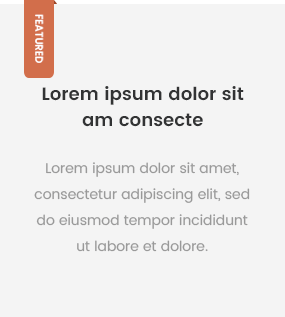 FEATURED
Lorem ipsum dolor sit
am consecte
Lorem ipsum dolor sit amet,
consectetur adipiscing elit, sed
do eiusmod tempor incididunt
ut labore et dolore.